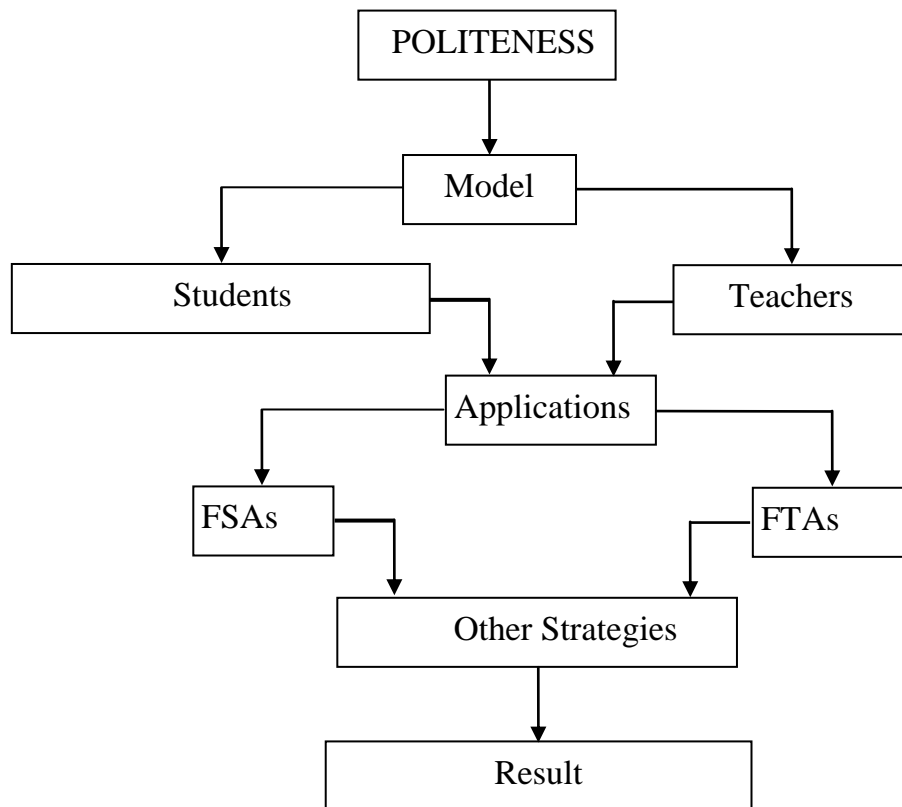 POLITENESS
Model
Students
Teachers
Applications
FSAs
FTAs
Other Strategies
Result